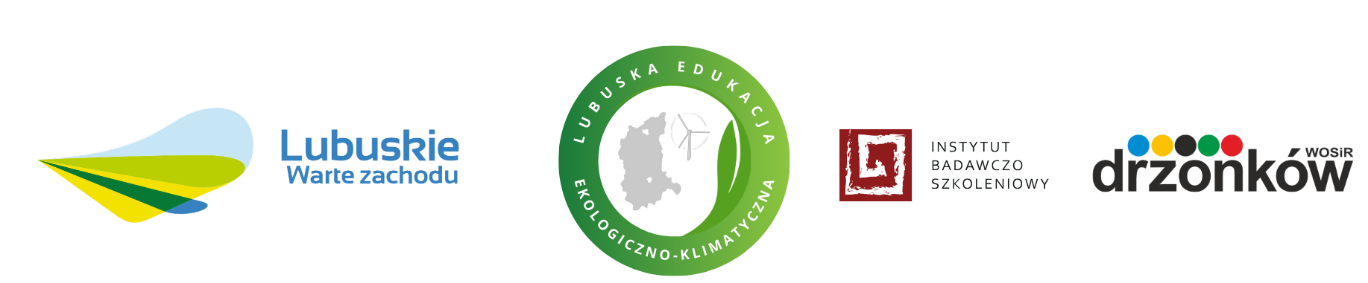 Lubuskie
Warte zachodu
LUBUSKA EDUKACJA
EKOLOGICZNO-KLIMATYCZNA
INSTYTUT
BADAWCZO
SZKOLENIOWY
WOSiR
drzonków